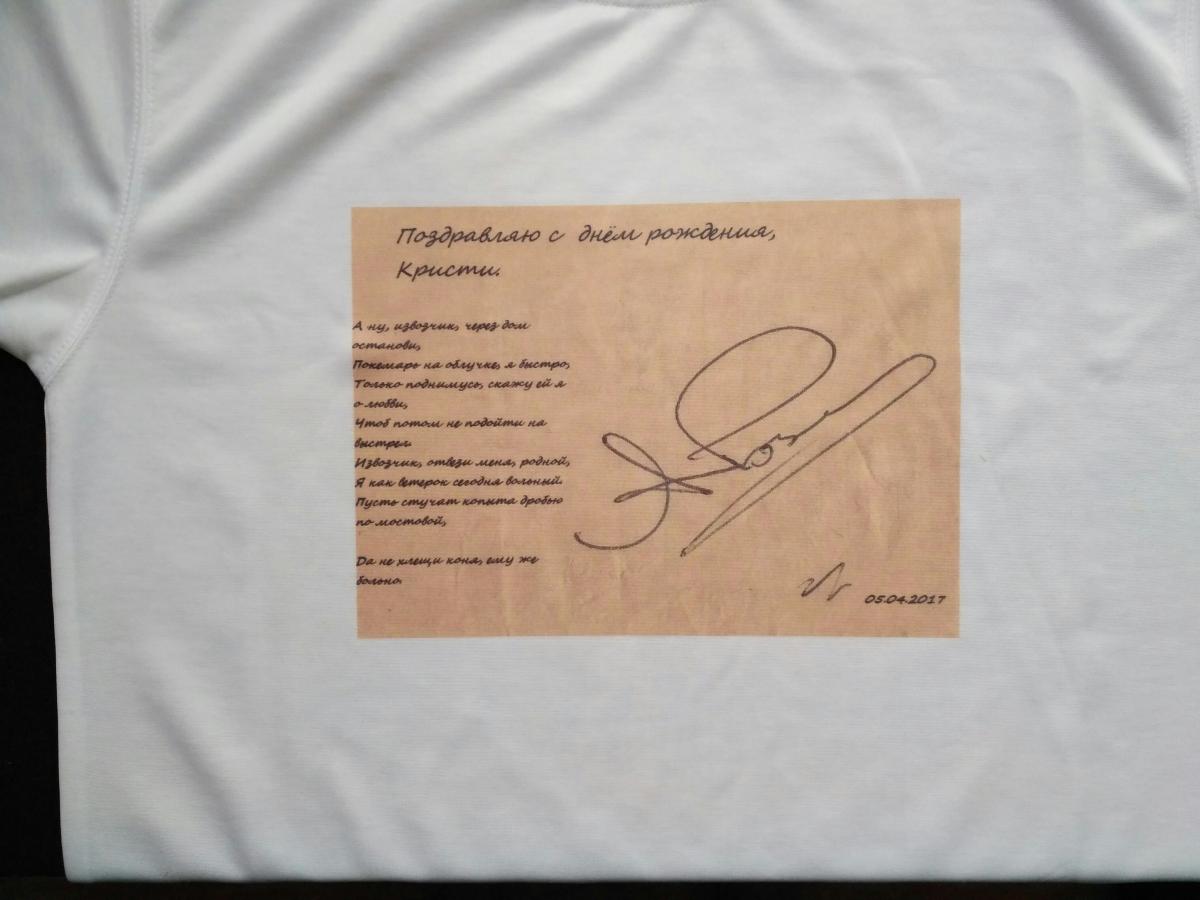 Поздравляю с днём рождения,
Кристи.
А ну, извозчик, через дом
останови,
Покемарь на облучке, я быстро,
Только поднимусь, скажу ей я
о любви,
Чтоб потом не подойти на
выстрел.
Извозчик, отвези меня, родной,
Я как ветерок сегодня вольный.
Пусть стучат копыта дробью
по мостовой,
Da не хлещи коня, ему же
больно.
05.04.2017